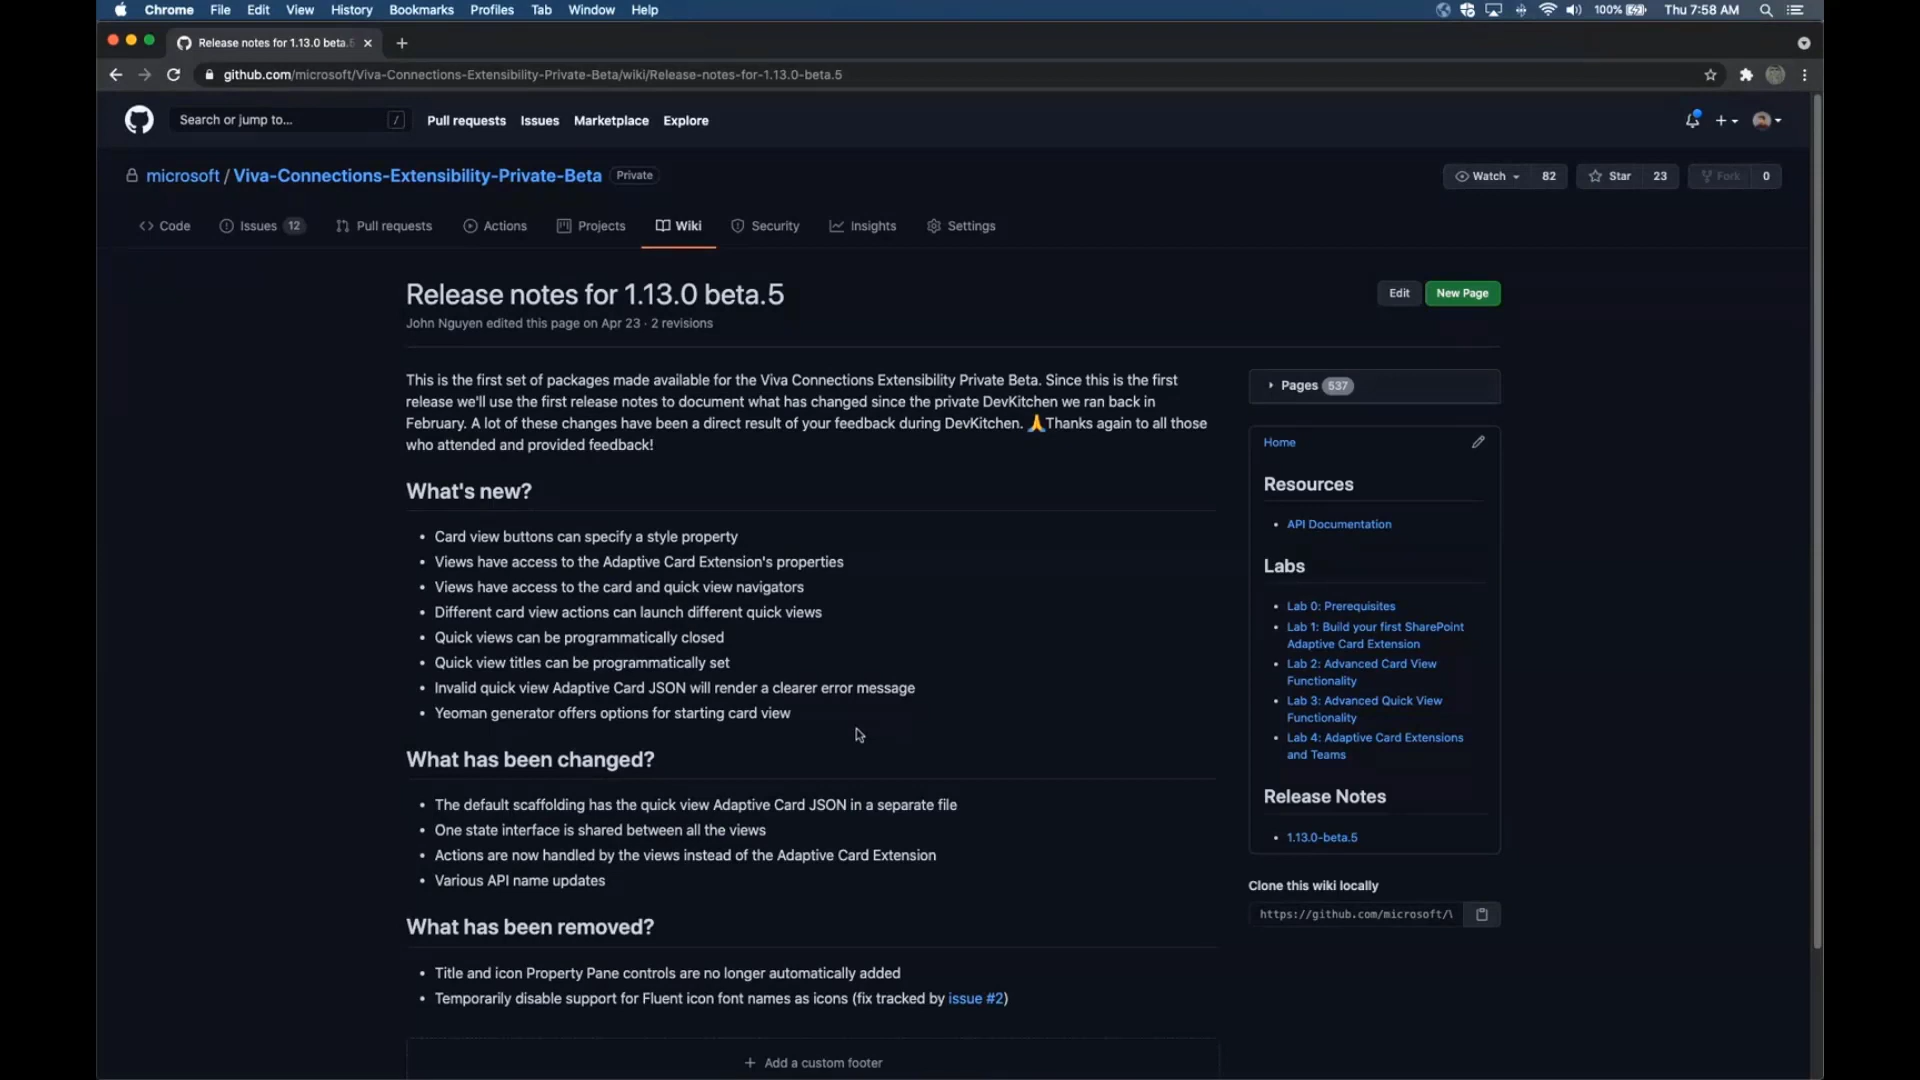 Chrome File Edit View History Bookmarks Profiles Tab Window Help 100% Thu 7:58 AM
Release notes for 1.13.0 beta.5
github.com/microsoft/Viva-Connections-Extensibility-Private-Beta/wiki/Release-notes-for-1.13.0-beta.5
Search or jump to... / Pull requests Issues Marketplace Explore
microsoft / Viva-Connections-Extensibility-Private-Beta Private
Watch 82 Star 23 Fork 0
Code Issues 12 Pull requests Actions Projects Wiki Security Insights Settings
Release notes for 1.13.0 beta.5
Edit New Page
John Nguyen edited this page on Apr 23 · 2 revisions
This is the first set of packages made available for the Viva Connections Extensibility Private Beta. Since this is the first
release we'll use the first release notes to document what has changed since the private DevKitchen we ran back in
February. A lot of these changes have been a direct result of your feedback during DevKitchen. 🙏Thanks again to all those
who attended and provided feedback!
What's new?
• Card view buttons can specify a style property
• Views have access to the Adaptive Card Extension's properties
• Views have access to the card and quick view navigators
• Different card view actions can launch different quick views
• Quick views can be programmatically closed
• Quick view titles can be programmatically set
• Invalid quick view Adaptive Card JSON will render a clearer error message
• Yeoman generator offers options for starting card view
What has been changed?
• The default scaffolding has the quick view Adaptive Card JSON in a separate file
• One state interface is shared between all the views
• Actions are now handled by the views instead of the Adaptive Card Extension
• Various API name updates
What has been removed?
• Title and icon Property Pane controls are no longer automatically added
• Temporarily disable support for Fluent icon font names as icons (fix tracked by issue #2)
+ Add a custom footer
Pages 537
Home
Resources
• API Documentation
Labs
• Lab 0: Prerequisites
• Lab 1: Build your first SharePoint
Adaptive Card Extension
• Lab 2: Advanced Card View
Functionality
• Lab 3: Advanced Quick View
Functionality
• Lab 4: Adaptive Card Extensions
and Teams
Release Notes
• 1.13.0-beta.5
Clone this wiki locally
https://github.com/microsoft/\